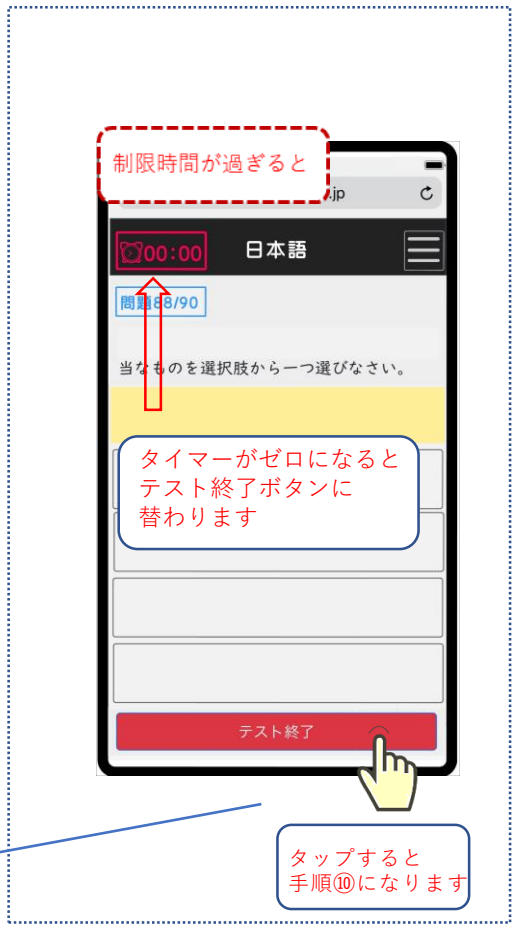 制限時間が過ぎると
.jp
00:00
日本語
問題88/90
当なものを選択肢から一つ選びなさい。
タイマーがゼロになると
テスト終了ボタンに
替わります
テスト終了
タップすると
手順⑩になります